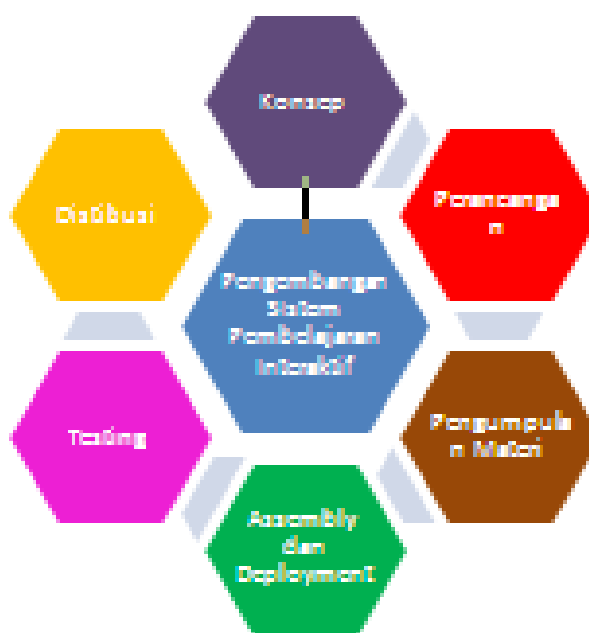 Konsep
Perancanga
n
Pengumpula
n Materi
Assembly
dan
Deployment
Testing
Distibusi
Pengembangan
Sistem
Pembelajaran
Interaktif